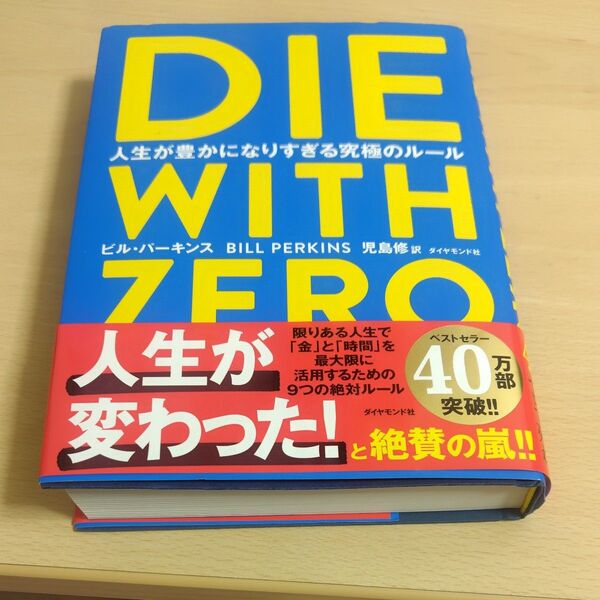 DIE
人生が豊かになりすぎる究極のルール
WITH
ビル・パーキンス BILL PERKINS 児島修 訳 ダイヤモンド社
ZERO
人生が
変わった!
と絶賛の嵐!!
限りある人生で
「金」と「時間」を
最大限に
活用するための
9つの絶対ルール
ダイヤモンド社
ベストセラー
40万部
突破!!